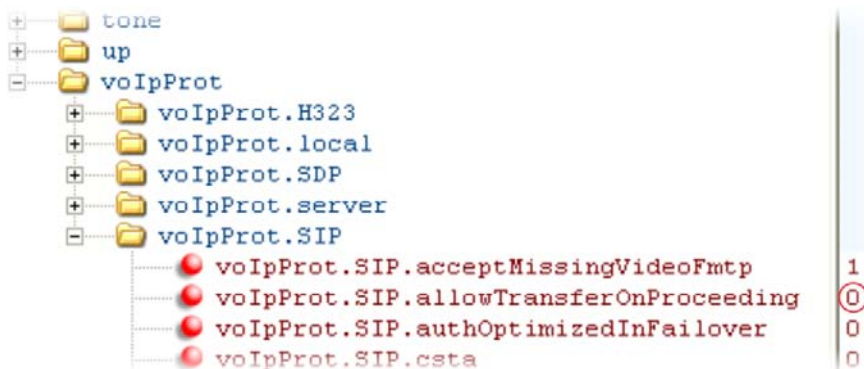 tone
up
voIpProt
voIpProt.H323
voIpProt.local
voIpProt.SDP
voIpProt.server
voIpProt.SIP
voIpProt.SIP.acceptMissingVideoFmtp 1
voIpProt.SIP.allowTransferOnProceeding 0
voIpProt.SIP.authOptimizedInFailover 0
voIpProt.SIP.csta 0